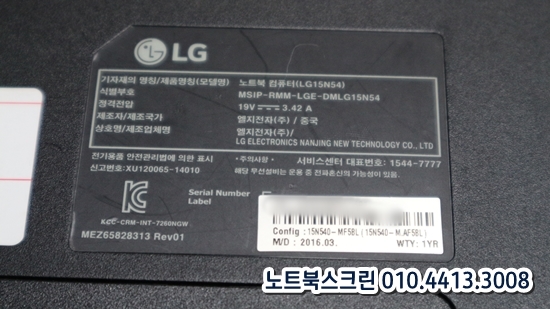 LG
기자재의 명칭/제품명칭(모델명) 노트북 컴퓨터(LG15N54)
식별부호 MSIP-RMM-LGE-DMLG15N54
정격전압 19V 3.42 A
제조자/제조국가 엘지전자(주)/ 중국
상호명/제조업체명 엘지전자(주)/
LG ELECTRONICS NANJING NEW TECHNOLOGY CO., LTD
전기용품 안전관리법에 의한 표시
신고번호:XU120065-14010
•주의사항• 서비스센터 대표번호: 1544-7777
해당 무선설비는 운용 중 전파혼신의 가능성이 있음
Serial Number
Label
KCC-CRM-INT-7260NGW
MEZ65828313 Rev01
Config :15N540-MF5BL(15N540-M.AF5BL)
M/D : 2016.03. WTY: 1YR
노트북스크린 010.4413.3008